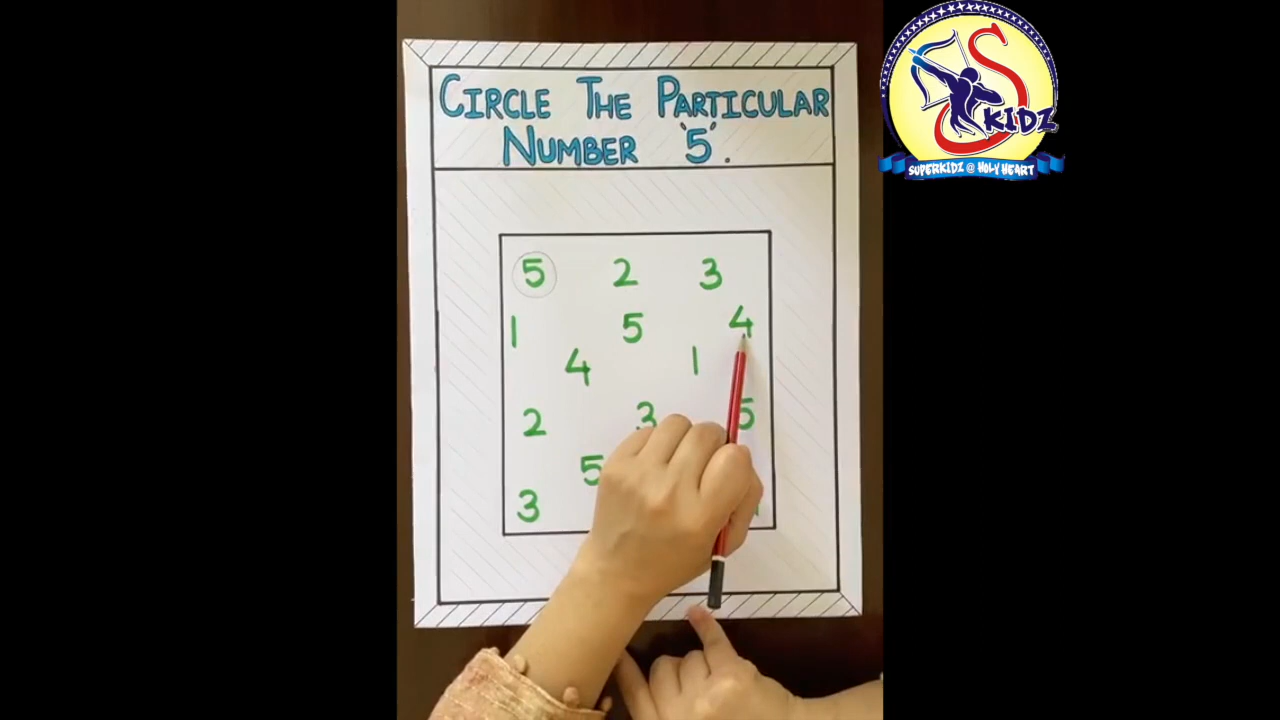 CIRCLE THE PARTICULAR
NUMBER '5'.
S
KIDZ
SUPERKIDZ @ HOLY HEART
5 2 3
1 5 4
4 1
2 3 5
5
3